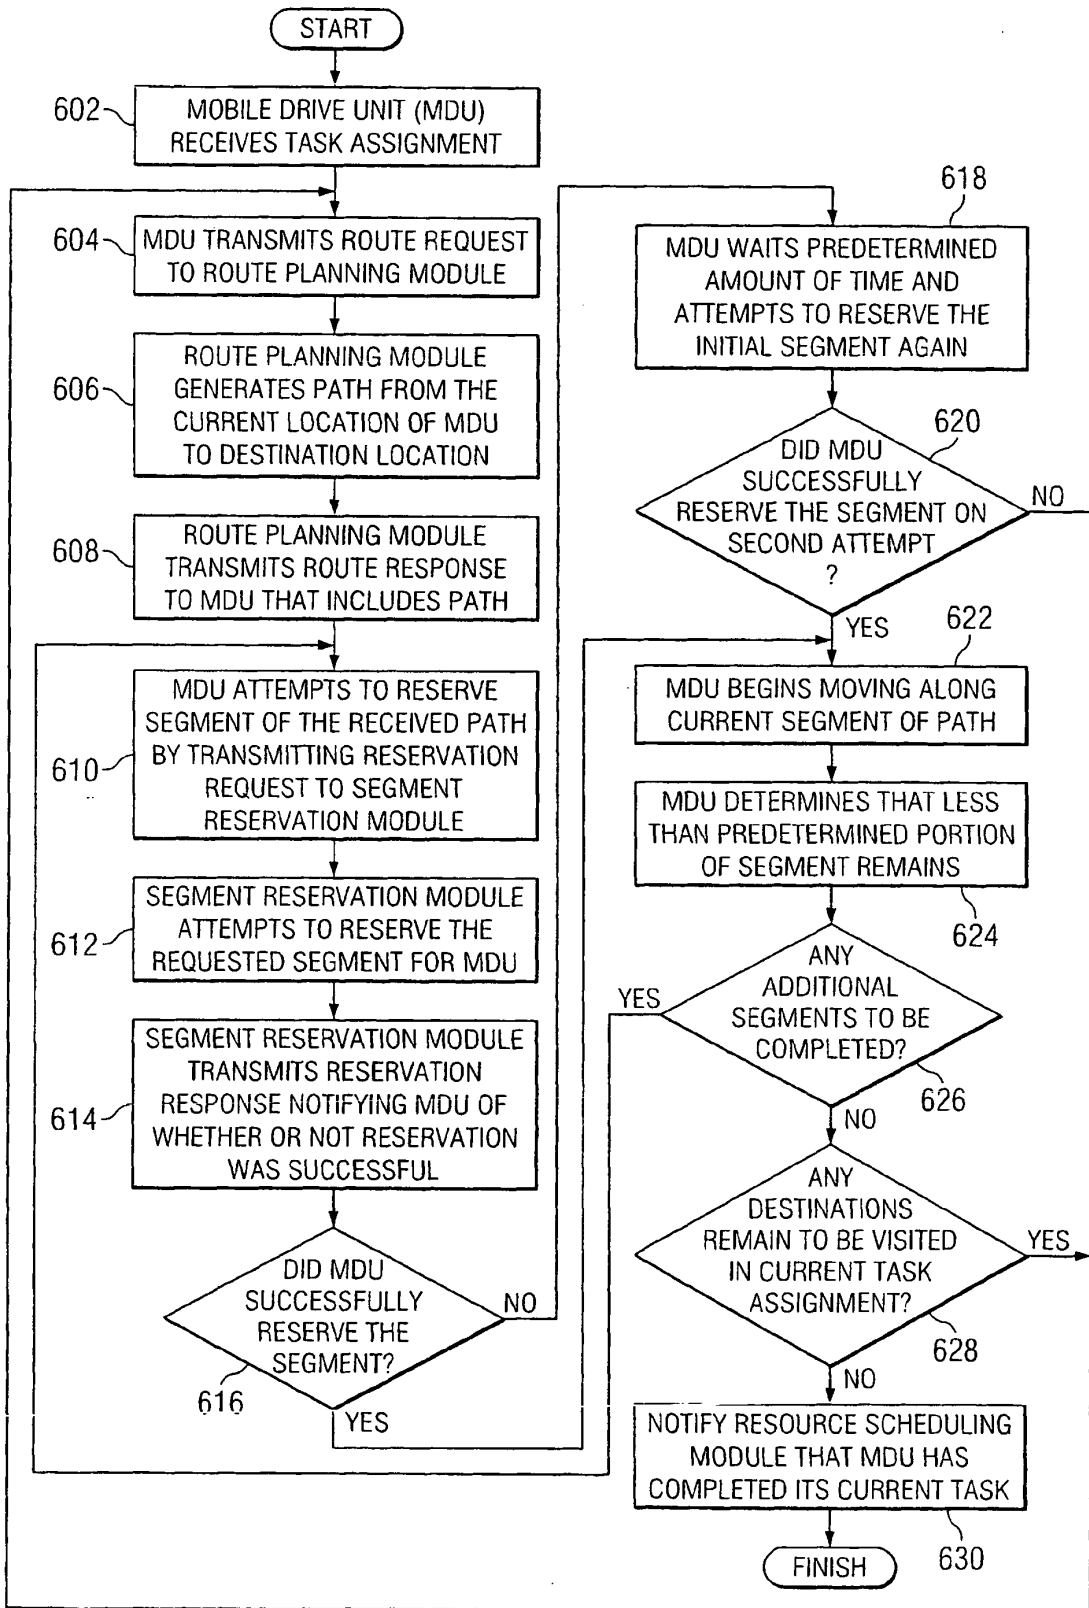 START
602
MOBILE DRIVE UNIT (MDU)
RECEIVES TASK ASSIGNMENT
604
MDU TRANSMITS ROUTE REQUEST
TO ROUTE PLANNING MODULE
606
ROUTE PLANNING MODULE
GENERATES PATH FROM THE
CURRENT LOCATION OF MDU
TO DESTINATION LOCATION
608
ROUTE PLANNING MODULE
TRANSMITS ROUTE RESPONSE
TO MDU THAT INCLUDES PATH
610
MDU ATTEMPTS TO RESERVE
SEGMENT OF THE RECEIVED PATH
BY TRANSMITTING RESERVATION
REQUEST TO SEGMENT
RESERVATION MODULE
612
SEGMENT RESERVATION MODULE
ATTEMPTS TO RESERVE THE
REQUESTED SEGMENT FOR MDU
614
SEGMENT RESERVATION MODULE
TRANSMITS RESERVATION
RESPONSE NOTIFYING MDU OF
WHETHER OR NOT RESERVATION
WAS SUCCESSFUL
DID MDU
SUCCESSFULLY
RESERVE THE
SEGMENT?
NO
616
YES
618
MDU WAITS PREDETERMINED
AMOUNT OF TIME AND
ATTEMPTS TO RESERVE THE
INITIAL SEGMENT AGAIN
620
DID MDU
SUCCESSFULLY
RESERVE THE SEGMENT ON
SECOND ATTEMPT
?
NO
YES
622
MDU BEGINS MOVING ALONG
CURRENT SEGMENT OF PATH
MDU DETERMINES THAT LESS
THAN PREDETERMINED PORTION
OF SEGMENT REMAINS
624
YES
ANY
ADDITIONAL
SEGMENTS TO BE
COMPLETED?
626
NO
ANY
DESTINATIONS
REMAIN TO BE VISITED
IN CURRENT TASK
ASSIGNMENT?
YES
628
NO
NOTIFY RESOURCE SCHEDULING
MODULE THAT MDU HAS
COMPLETED ITS CURRENT TASK
630
FINISH